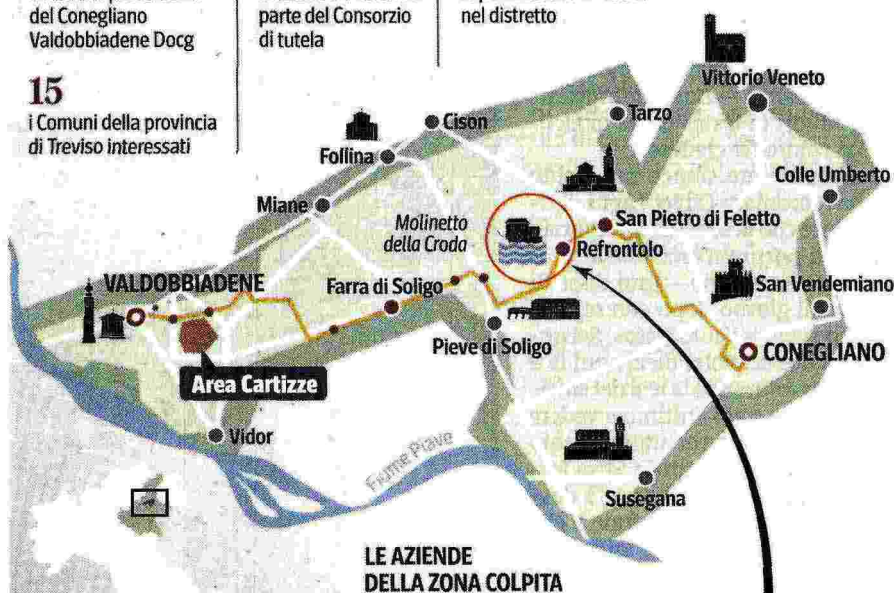 del Conegliano
Valdobbiadene Docg
parte del Consorzio
di tutela
nel distretto
15
i Comuni della provincia
di Treviso interessati
Vittorio Veneto
Cison
Tarzo
Follina
Colle Umberto
Miane
Molinetto
della Croda
San Pietro di Feletto
Refrontolo
VALDOBBIADENE
Farra di Soligo
San Vendemiano
Pieve di Soligo
CONEGLIANO
Area Cartizze
Vidor
Fiume Piave
Susegana
LE AZIENDE
DELLA ZONA COLPITA